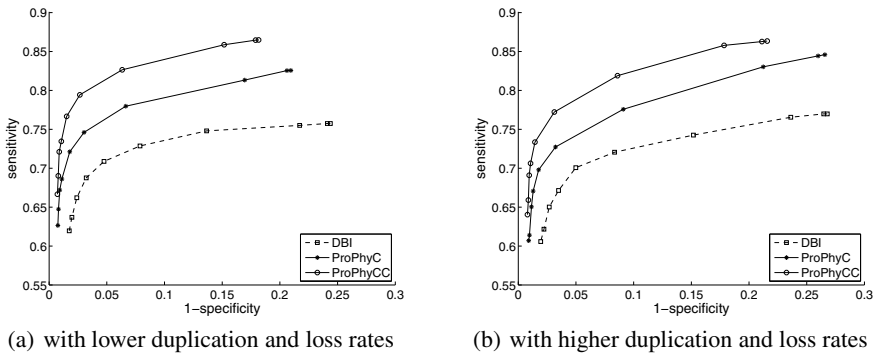 0.9
0.85
0.8
0.75
0.7
0.65
0.6
0.55
sensitivity
0
0.05
0.1
0.15
0.2
0.25
0.3
1-specificity
DBI
ProPhyC
ProPhyCC
(a) with lower duplication and loss rates
0.9
0.85
0.8
0.75
0.7
0.65
0.6
0.55
sensitivity
0
0.05
0.1
0.15
0.2
0.25
0.3
1-specificity
DBI
ProPhyC
ProPhyCC
(b) with higher duplication and loss rates